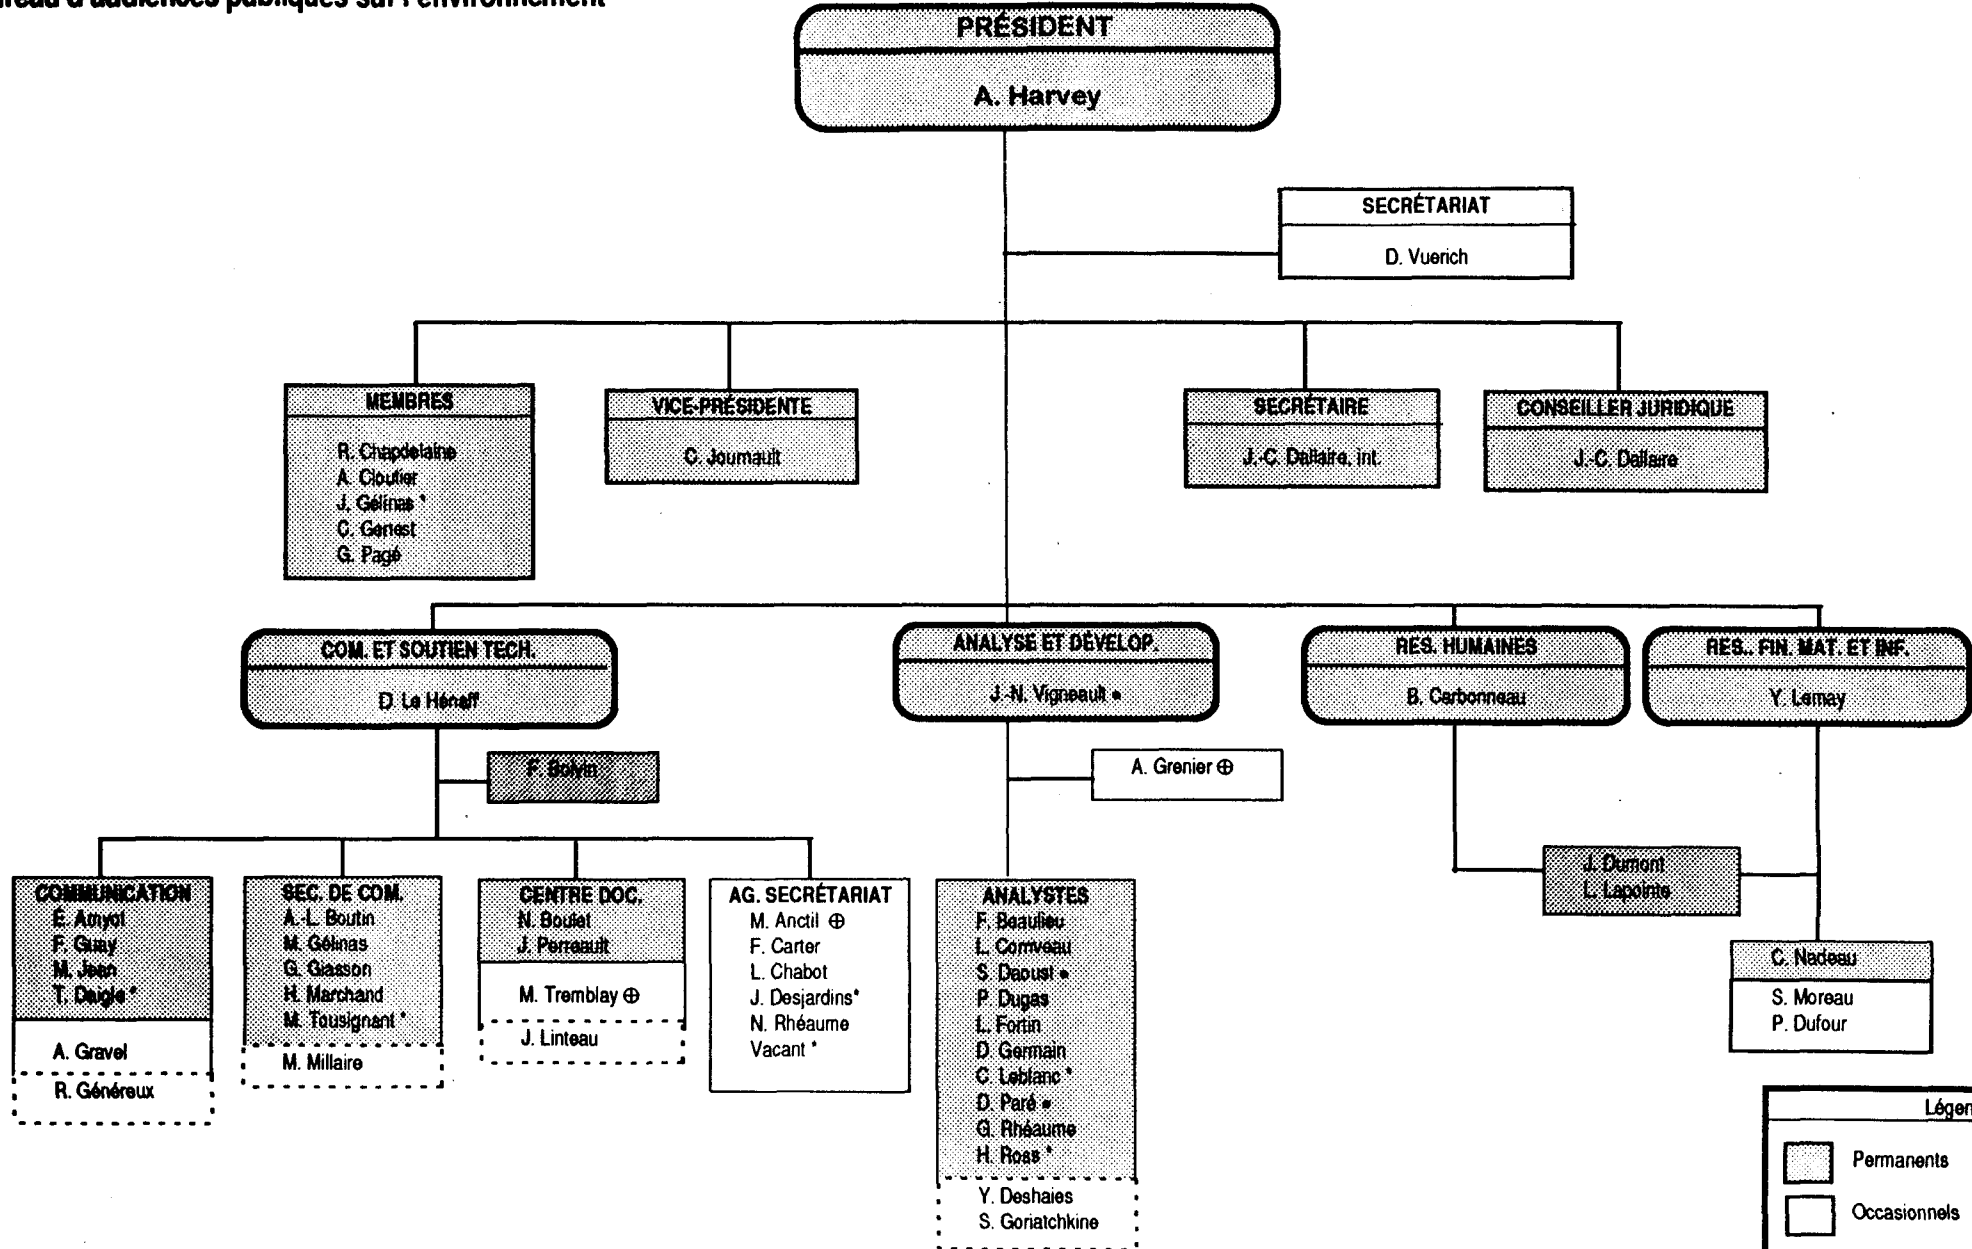 d'audiences publiques sur l'environnement
PRÉSIDENT
A. Harvey
SECRÉTARIAT
D. Vuerich
MEMBRES
R. Chapdelaine
A. Cloutier
J. Gélinas *
C. Genest
G. Pagé
VICE-PRÉSIDENTE
C. Journault
SECRÉTAIRE
J.-C. Dallaire, int.
CONSEILLER JURIDIQUE
J.-C. Dallaire
COM. ET SOUTIEN TECH.
D. Le Hénaff
ANALYSE ET DÉVELOP.
J.-N. Vigneault •
RES. HUMAINES
B. Carbonneau
RES.. FIN. MAT. ET INF.
Y. Lemay
F. Boivin
A. Grenier ⊕
J. Dumont
L. Lapointe
C. Nadeau
S. Moreau
P. Dufour
COMMUNICATION
É. Amyot
F. Guay
M. Jean
T. Daigle *
A. Gravel
R. Généreux
SEC. DE COM.
A.-L. Boutin
M. Gélinas
G. Giasson
H. Marchand
M. Tousignant *
M. Millaire
CENTRE DOC.
N. Boulet
J. Perreault
M. Tremblay ⊕
J. Linteau
AG. SECRÉTARIAT
M. Anctil ⊕
F. Carter
L. Chabot
J. Desjardins*
N. Rhéaume
Vacant *
ANALYSTES
F. Beaulieu
L. Corriveau
S. Daoust •
P. Dugas
L. Fortin
D. Germain
C. Leblanc *
D. Paré •
G. Rhéaume
H. Ross *
Y. Deshaies
S. Goriatchkine
Légen
Permanents
Occasionnels